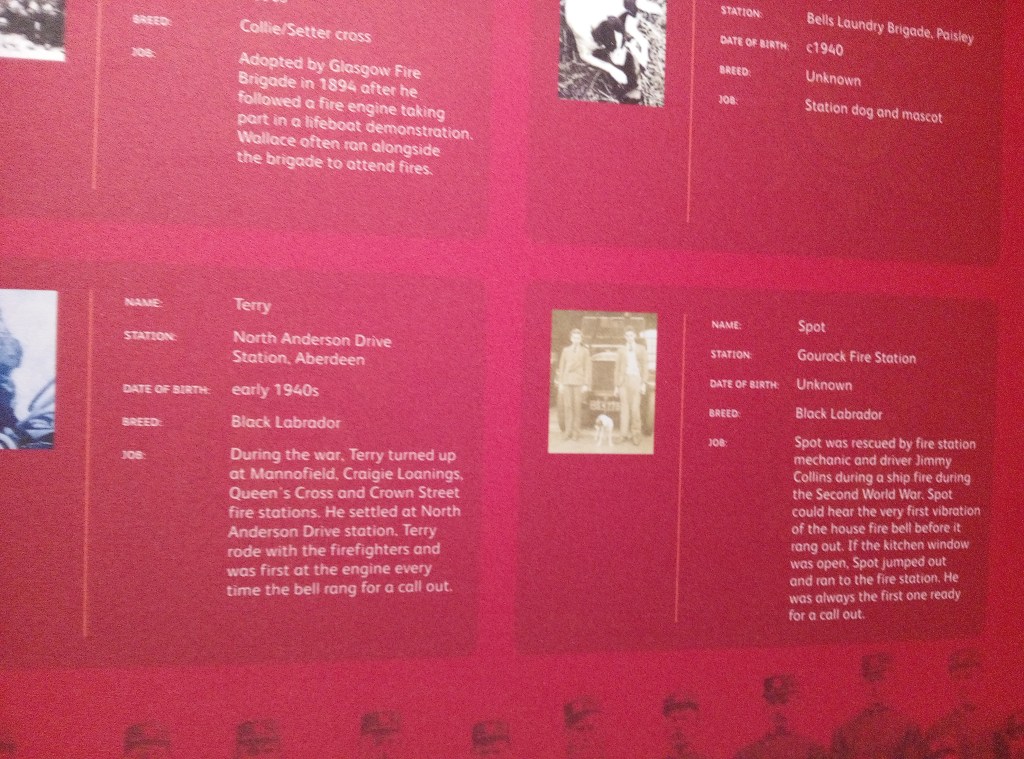 BREED:
Collie/Setter cross
JOB:
Adopted by Glasgow Fire
Brigade in 1894 after he
followed a fire engine taking
part in a lifeboat demonstration.
Wallace often ran alongside
the brigade to attend fires.
STATION:
Bells Laundry Brigade, Paisley
DATE OF BIRTH:
c1940
BREED:
Unknown
JOB:
Station dog and mascot
NAME:
Terry
STATION:
North Anderson Drive
Station, Aberdeen
DATE OF BIRTH:
early 1940s
BREED:
Black Labrador
JOB:
During the war, Terry turned up
at Mannofield, Craigie Loanings,
Queen`s Cross and Crown Street
fire stations. He settled at North
Anderson Drive station. Terry
rode with the firefighters and
was first at the engine every
time the bell rang for a call out.
NAME:
Spot
STATION:
Gourock Fire Station
DATE OF BIRTH:
Unknown
BREED:
Black Labrador
JOB:
Spot was rescued by fire station
mechanic and driver Jimmy
Collins during a ship fire during
the Second World War. Spot
could hear the very first vibration
of the house fire bell before it
rang out. If the kitchen window
was open, Spot jumped out
and ran to the fire station. He
was always the first one ready
for a call out.